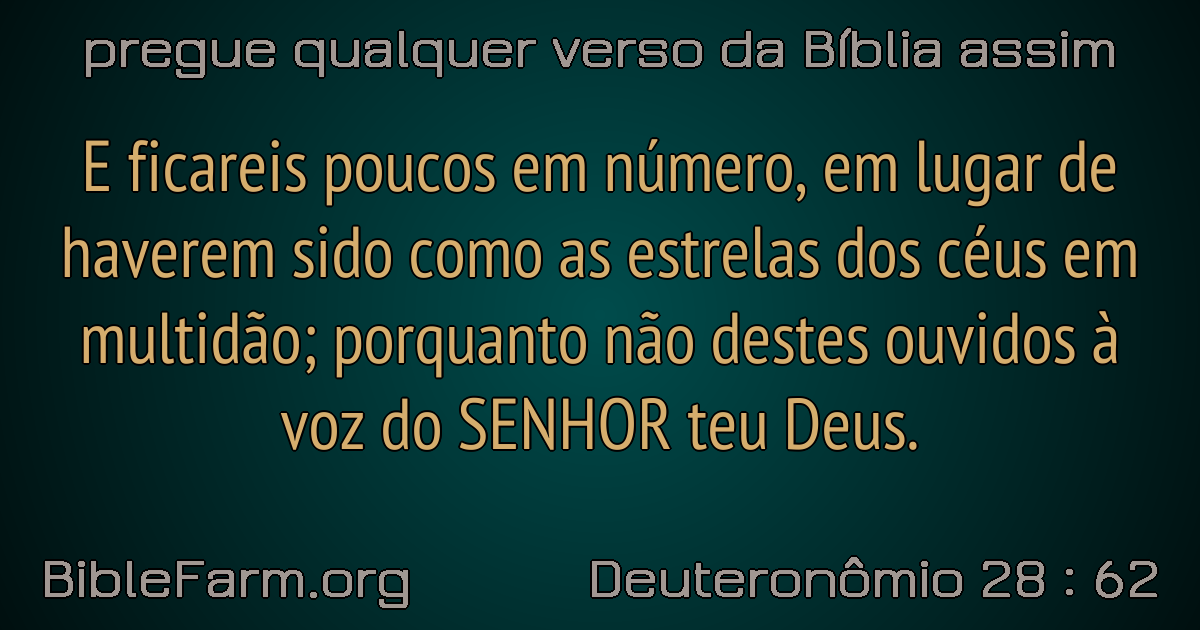 pregue qualquer verso da Bíblia assim
E ficareis poucos em número, em lugar de
haverem sido como as estrelas dos céus em
multidão; porquanto não destes ouvidos à
voz do SENHOR teu Deus.
BibleFarm.org
Deuteronômio 28 : 62